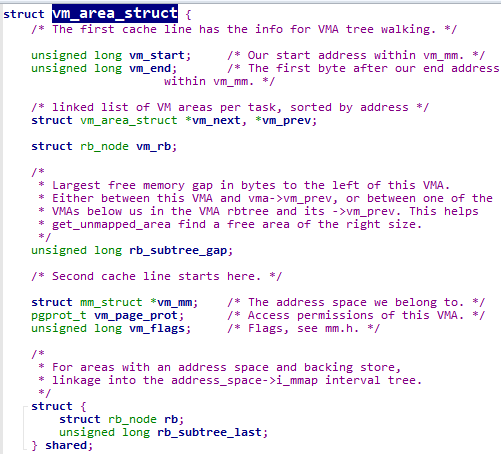 struct vm_area_struct {
/* The first cache line has the info for VMA tree walking. */
unsigned long vm_start; /* Our start address within vm_mm. */
unsigned long vm_end; /* The first byte after our end address
within vm_mm. */
/* linked list of VM areas per task, sorted by address */
struct vm_area_struct *vm_next, *vm_prev;
struct rb_node vm_rb;
/*
* Largest free memory gap in bytes to the left of this VMA.
* Either between this VMA and vma->vm_prev, or between one of the
* VMAs below us in the VMA rbtree and its ->vm_prev. This helps
* get_unmapped_area find a free area of the right size.
*/
unsigned long rb_subtree_gap;
/* Second cache line starts here. */
struct mm_struct *vm_mm; /* The address space we belong to. */
pgprot_t vm_page_prot; /* Access permissions of this VMA. */
unsigned long vm_flags; /* Flags, see mm.h. */
/*
* For areas with an address space and backing store,
* linkage into the address_space->i_mmap interval tree.
*/
struct {
struct rb_node rb;
unsigned long rb_subtree_last;
} shared;